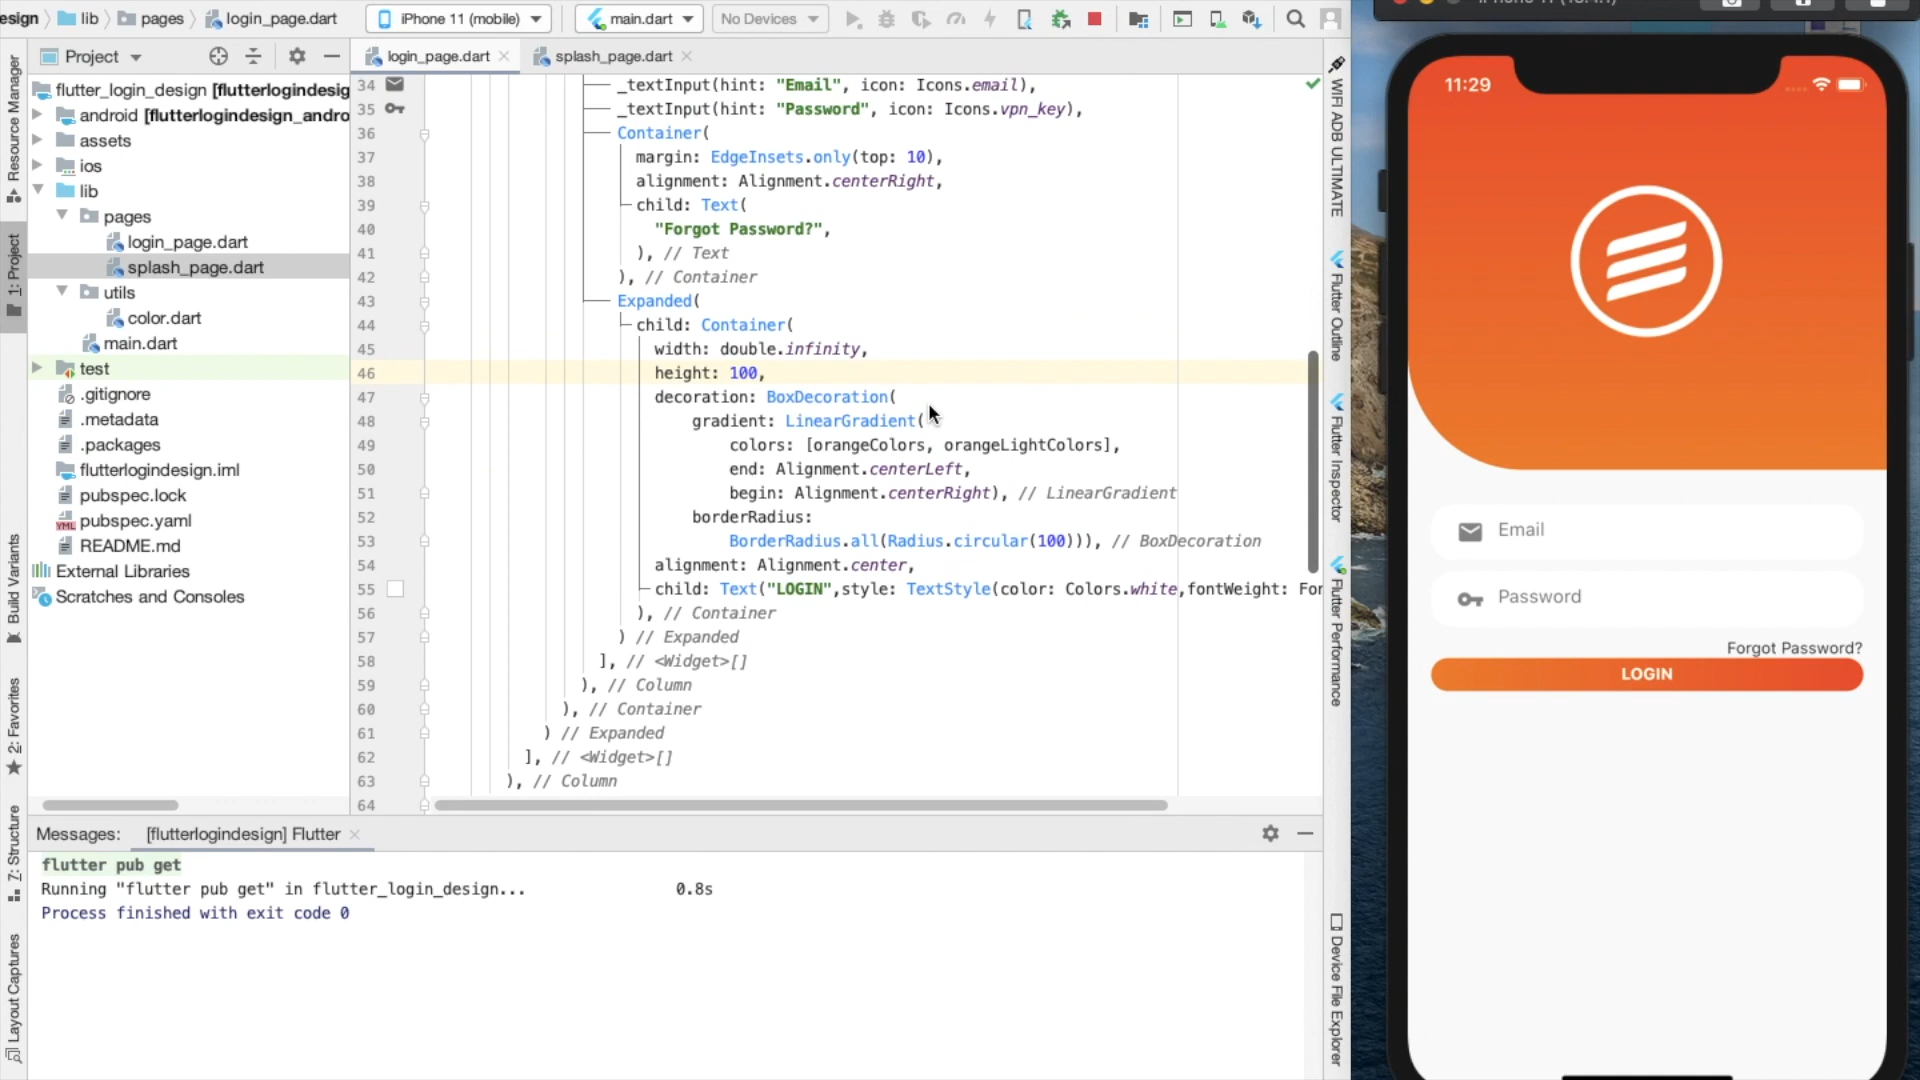 esign
lib
pages
login_page.dart
iPhone 11 (mobile)
main.dart
No Devices
Project
login_page.dart
splash_page.dart
flutter_login_design [flutterlogindesig
android [flutterlogindesign_andro
assets
ios
lib
pages
login_page.dart
splash_page.dart
utils
color.dart
main.dart
test
.gitignore
.metadata
.packages
flutterlogindesign.iml
pubspec.lock
pubspec.yaml
README.md
External Libraries
Scratches and Consoles
Resource Manager
1: Project
Build Variants
2: Favorites
7: Structure
Layout Captures
34 _textInput(hint: "Email", icon: Icons.email),
35 _textInput(hint: "Password", icon: Icons.vpn_key),
36 Container(
37 margin: EdgeInsets.only(top: 10),
38 alignment: Alignment.centerRight,
39 child: Text(
40 "Forgot Password?",
41 ), // Text
42 ), // Container
43 Expanded(
44 child: Container(
45 width: double.infinity,
46 height: 100,
47 decoration: BoxDecoration(
48 gradient: LinearGradient(
49 colors: [orangeColors, orangeLightColors],
50 end: Alignment.centerLeft,
51 begin: Alignment.centerRight), // LinearGradient
52 borderRadius:
53 BorderRadius.all(Radius.circular(100))), // BoxDecoration
54 alignment: Alignment.center,
55 child: Text("LOGIN",style: TextStyle(color: Colors.white,fontWeight: For
56 ), // Container
57 ) // Expanded
58 ], // <Widget>[]
59 ), // Column
60 ), // Container
61 ) // Expanded
62 ], // <Widget>[]
63 ), // Column
64
WIFI ADB ULTIMATE
Flutter Outline
Flutter Inspector
Flutter Performance
Device File Explorer
Messages:
[flutterlogindesign] Flutter
flutter pub get
Running "flutter pub get" in flutter_login_design... 0.8s
Process finished with exit code 0
11:29
Email
Password
Forgot Password?
LOGIN